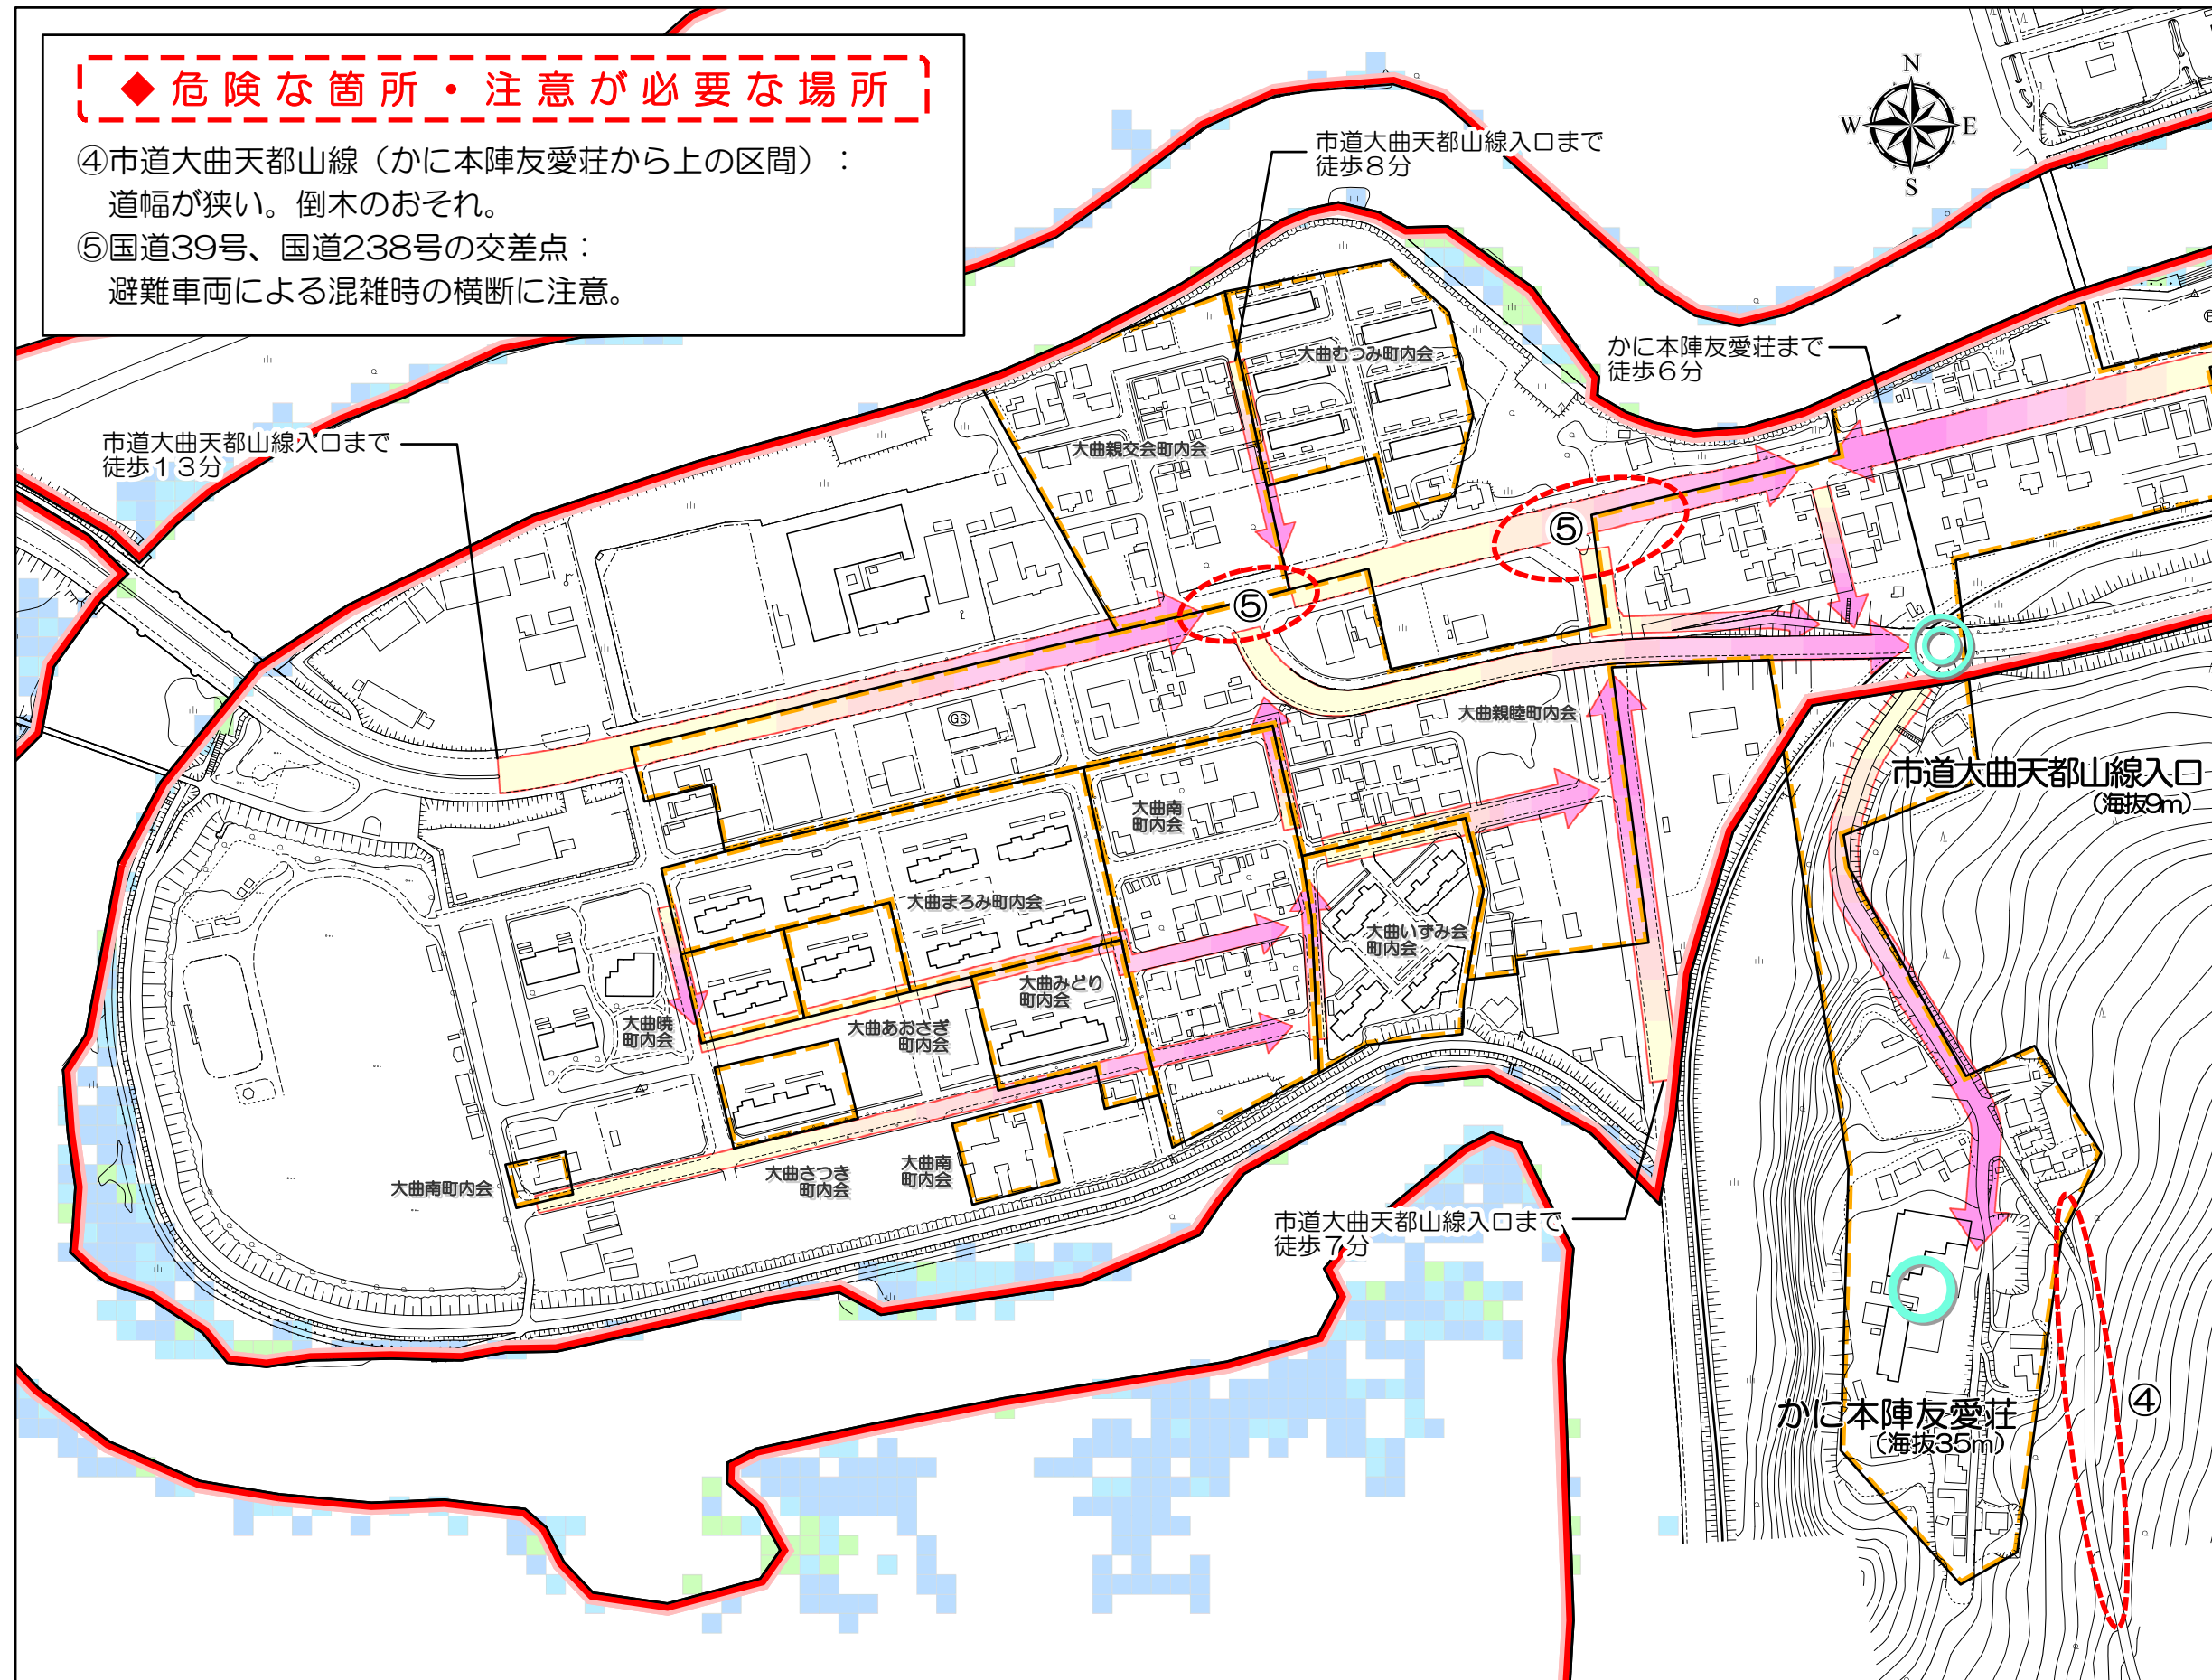 ◆危険な箇所・注意が必要な場所
④市道大曲天都山線（かに本陣友愛荘から上の区間）：
道幅が狭い。倒木のおそれ。
⑤国道39号、国道238号の交差点：
避難車両による混雑時の横断に注意。
N
W
E
S
市道大曲天都山線入口まで
徒歩8分
かに本陣友愛荘まで
徒歩6分
大曲むつみ町内会
市道大曲天都山線入口まで
徒歩13分
大曲親交会町内会
⑤
⑤
GS
大曲親睦町内会
市道大曲天都山線入口
（海抜9m）
大曲南
町内会
大曲まろみ町内会
大曲いずみ会
町内会
大曲みどり
町内会
大曲暁
町内会
大曲あおさぎ
町内会
大曲南町内会
大曲さつき
町内会
大曲南
町内会
市道大曲天都山線入口まで
徒歩7分
かに本陣友愛荘
（海抜35m）
④